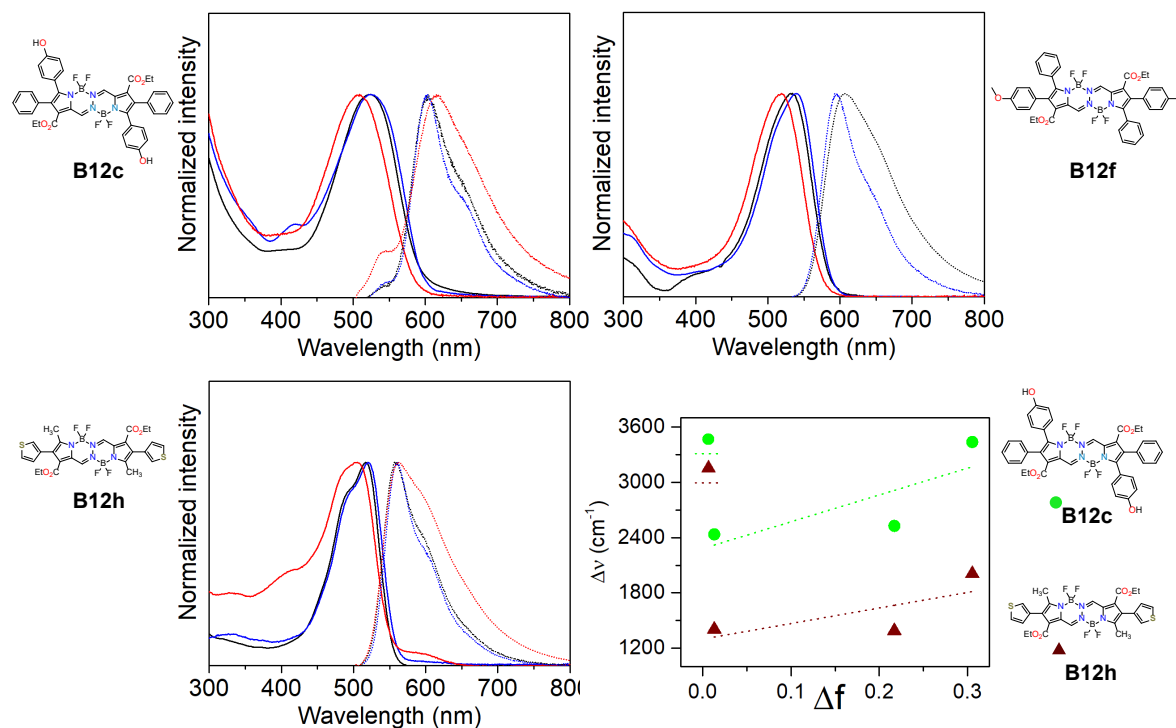 HO
F F
B
CO₂Et
N N
N N
EtO₂C
B
F F
OH
B12c
Normalized intensity
300 400 500 600 700 800
Wavelength (nm)
Normalized intensity
300 400 500 600 700 800
Wavelength (nm)
F F
B
CO₂Et
O
N N
N N
EtO₂C
B
F F
B12f
H₃C
F F
B
CO₂Et
S
N N
N N
S
EtO₂C
B
F F
CH₃
B12h
Normalized intensity
300 400 500 600 700 800
Wavelength (nm)
Δν (cm⁻¹)
3600
3000
2400
1800
1200
0.0 0.1 0.2 0.3
Δf
HO
F F
B
CO₂Et
N N
N N
EtO₂C
B
F F
OH
B12c
H₃C
F F
B
CO₂Et
S
N N
N N
S
EtO₂C
B
F F
CH₃
B12h